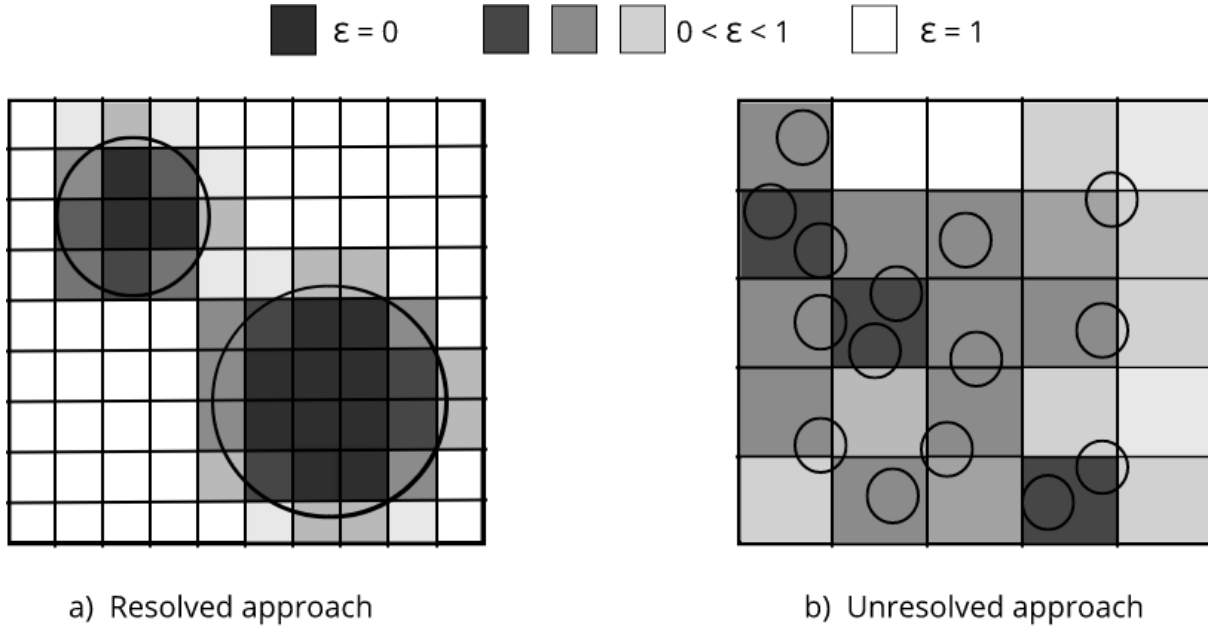 ε = 0 0 < ε < 1 ε = 1
a) Resolved approach b) Unresolved approach